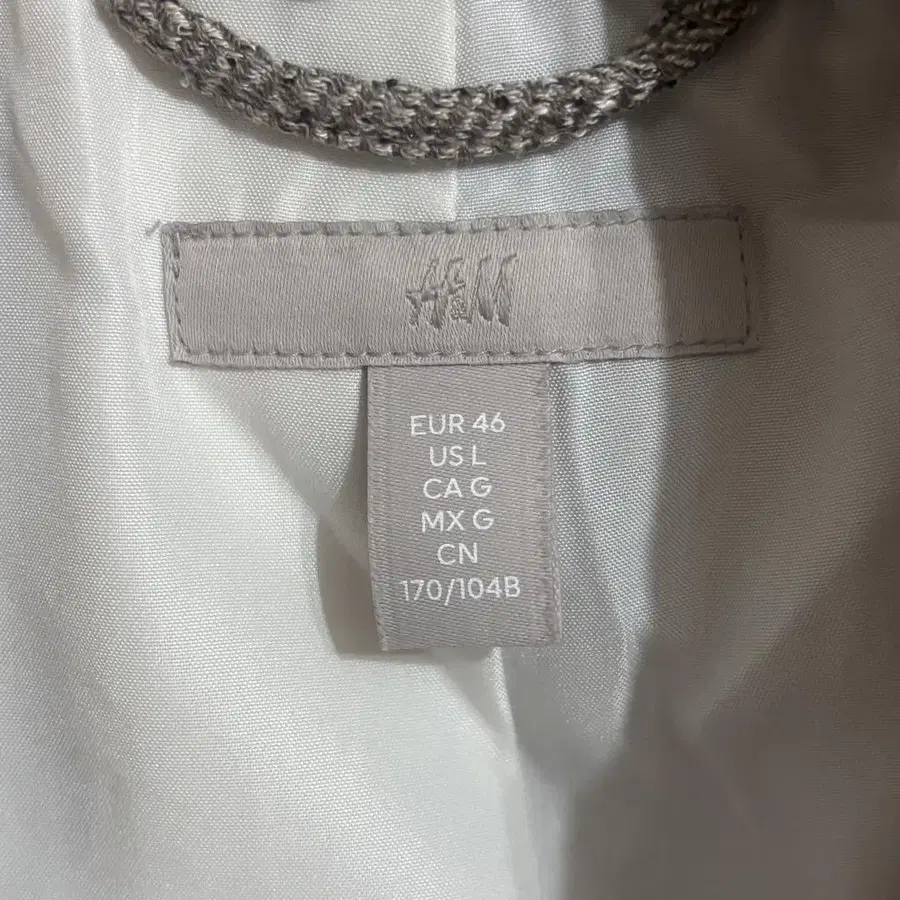 H&M
EUR 46
US L
CA G
MX G
CN
170/104B